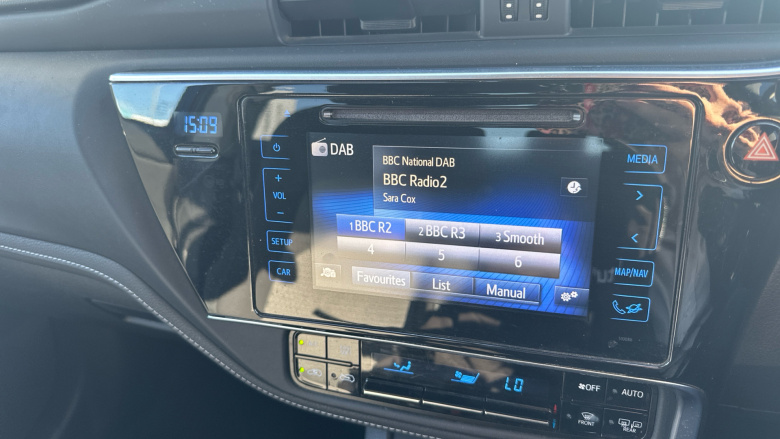 15:09
DAB
BBC National DAB
BBC Radio2
Sara Cox
1 BBC R2
2 BBC R3
3 Smooth
4
5
6
Favourites
List
Manual
+
VOL
−
SETUP
CAR
MEDIA
>
<
MAP/NAV
LO
OFF
AUTO
FRONT
REAR